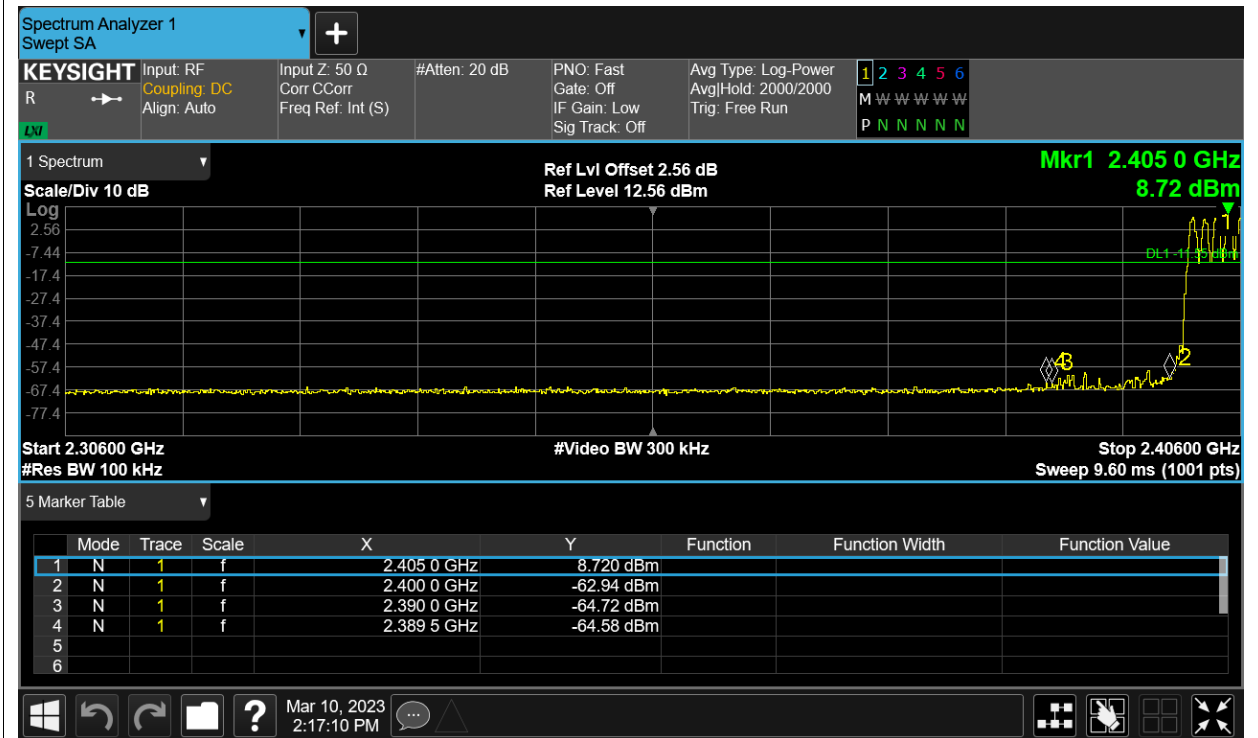 Spectrum Analyzer 1
Swept SA
KEYSIGHT
R
LXI
Input: RF
Coupling: DC
Align: Auto
Input Z: 50 Ω
Corr CCorr
Freq Ref: Int (S)
#Atten: 20 dB
PNO: Fast
Gate: Off
IF Gain: Low
Sig Track: Off
Avg Type: Log-Power
Avg|Hold: 2000/2000
Trig: Free Run
1 2 3 4 5 6
M W W W W W
P N N N N N
1 Spectrum
Scale/Div 10 dB
Ref Lvl Offset 2.56 dB
Ref Level 12.56 dBm
Mkr1 2.405 0 GHz
8.72 dBm
Log
2.56
-7.44
-17.4
-27.4
-37.4
-47.4
-57.4
-67.4
-77.4
1
DL1 -11.55 dBm
4 3
2
Start 2.30600 GHz
#Video BW 300 kHz
Stop 2.40600 GHz
#Res BW 100 kHz
Sweep 9.60 ms (1001 pts)
5 Marker Table
Mode Trace Scale X Y Function Function Width Function Value
1 N 1 f 2.405 0 GHz 8.720 dBm
2 N 1 f 2.400 0 GHz -62.94 dBm
3 N 1 f 2.390 0 GHz -64.72 dBm
4 N 1 f 2.389 5 GHz -64.58 dBm
5
6
?
Mar 10, 2023
2:17:10 PM